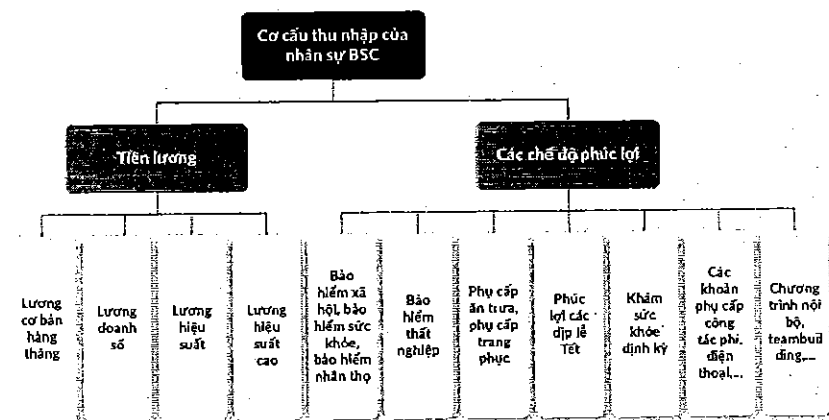 Cơ cấu thu nhập của
nhân sự BSC
Tiền lương
Các chế độ phúc lợi
Lương
cơ bản
hàng
tháng
Lương
doanh
số
Lương
hiệu
suất
Lương
hiệu
suất
cao
Bảo
hiểm xã
hội, bảo
hiểm sức
khỏe,
bảo hiểm
nhân thọ
Bảo
hiểm
thất
nghiệp
Phụ cấp
ăn trưa,
phụ cấp
trang
phục
Phúc
lợi các
dịp lễ
Tết
Khám
sức
khỏe
định kỳ
Các
khoản
phụ cấp
công
tác phí,
điện
thoại,...
Chương
trình nội
bộ,
teambuil
ding,...